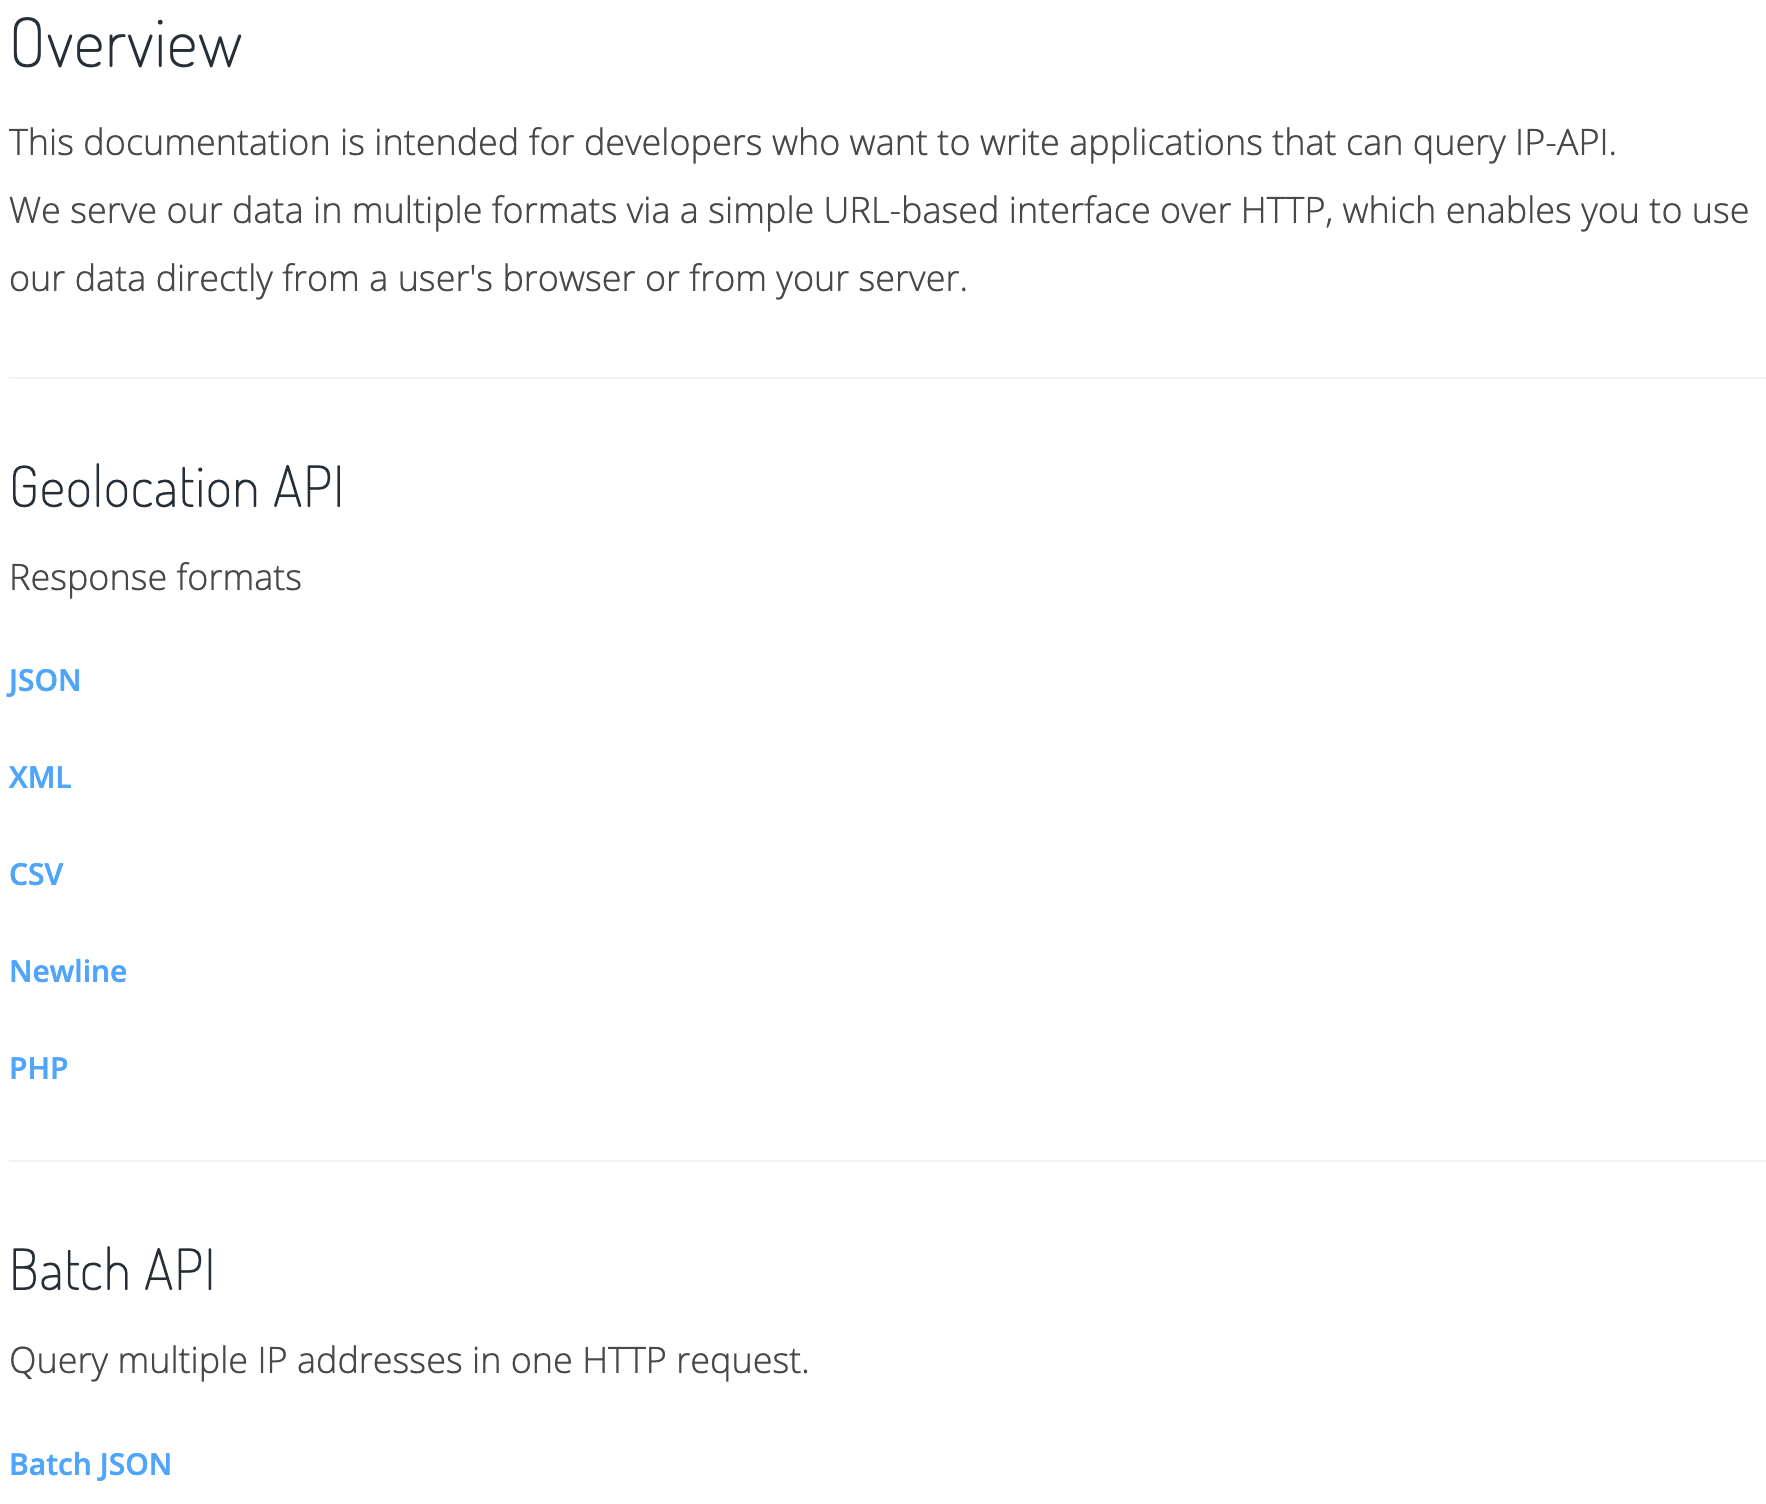 Overview
This documentation is intended for developers who want to write applications that can query IP-API.
We serve our data in multiple formats via a simple URL-based interface over HTTP, which enables you to use
our data directly from a user's browser or from your server.
Geolocation API
Response formats
JSON
XML
CSV
Newline
PHP
Batch API
Query multiple IP addresses in one HTTP request.
Batch JSON